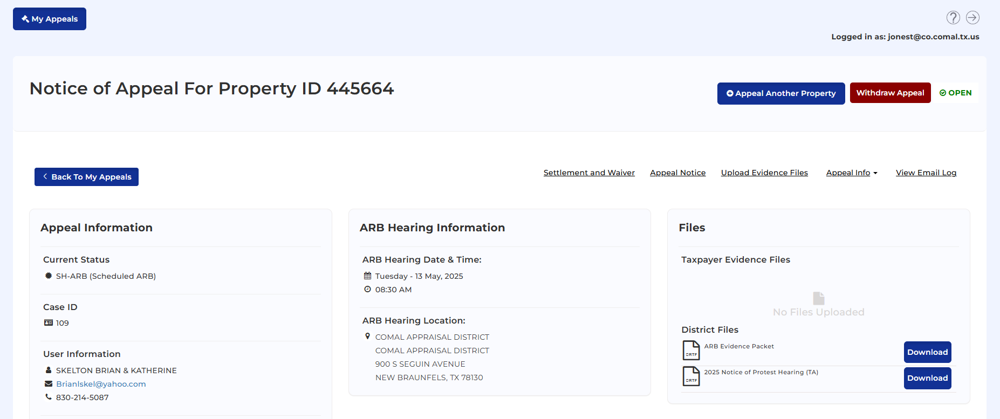 My Appeals
Logged in as: jonest@co.comal.tx.us
Notice of Appeal For Property ID 445664
Appeal Another Property
Withdraw Appeal
OPEN
Back To My Appeals
Settlement and Waiver
Appeal Notice
Upload Evidence Files
Appeal Info
View Email Log
Appeal Information
Current Status
SH-ARB (Scheduled ARB)
Case ID
109
User Information
SKELTON BRIAN & KATHERINE
Brianlskel@yahoo.com
830-214-5087
ARB Hearing Information
ARB Hearing Date & Time:
Tuesday - 13 May, 2025
08:30 AM
ARB Hearing Location:
COMAL APPRAISAL DISTRICT
COMAL APPRAISAL DISTRICT
900 S SEGUIN AVENUE
NEW BRAUNFELS, TX 78130
Files
Taxpayer Evidence Files
No Files Uploaded
District Files
RTF
ARB Evidence Packet
Download
RTF
2025 Notice of Protest Hearing (TA)
Download